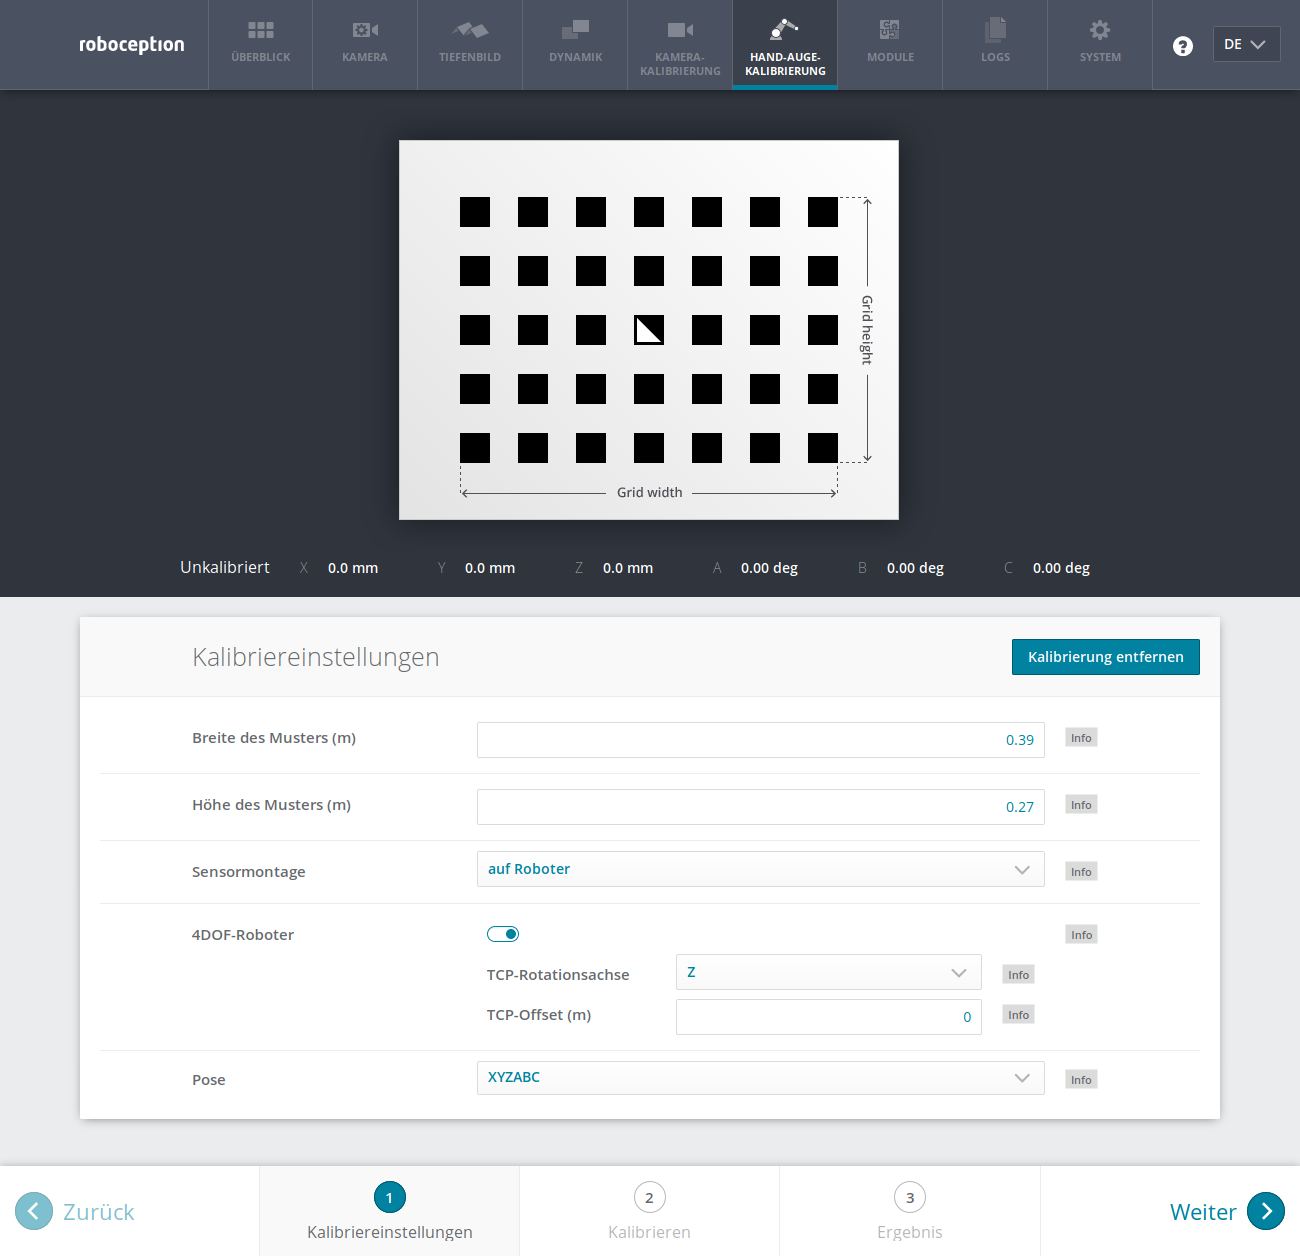 roboception
ÜBERBLICK
KAMERA
TIEFENBILD
DYNAMIK
KAMERA-
KALIBRIERUNG
HAND-AUGE-
KALIBRIERUNG
MODULE
LOGS
SYSTEM
?
DE
Grid height
Grid width
Unkalibriert X 0.0 mm Y 0.0 mm Z 0.0 mm A 0.00 deg B 0.00 deg C 0.00 deg
Kalibriereinstellungen
Kalibrierung entfernen
Breite des Musters (m) 0.39 Info
Höhe des Musters (m) 0.27 Info
Sensormontage auf Roboter Info
4DOF-Roboter Info
TCP-Rotationsachse Z Info
TCP-Offset (m) 0 Info
Pose XYZABC Info
Zurück
1
Kalibriereinstellungen
2
Kalibrieren
3
Ergebnis
Weiter